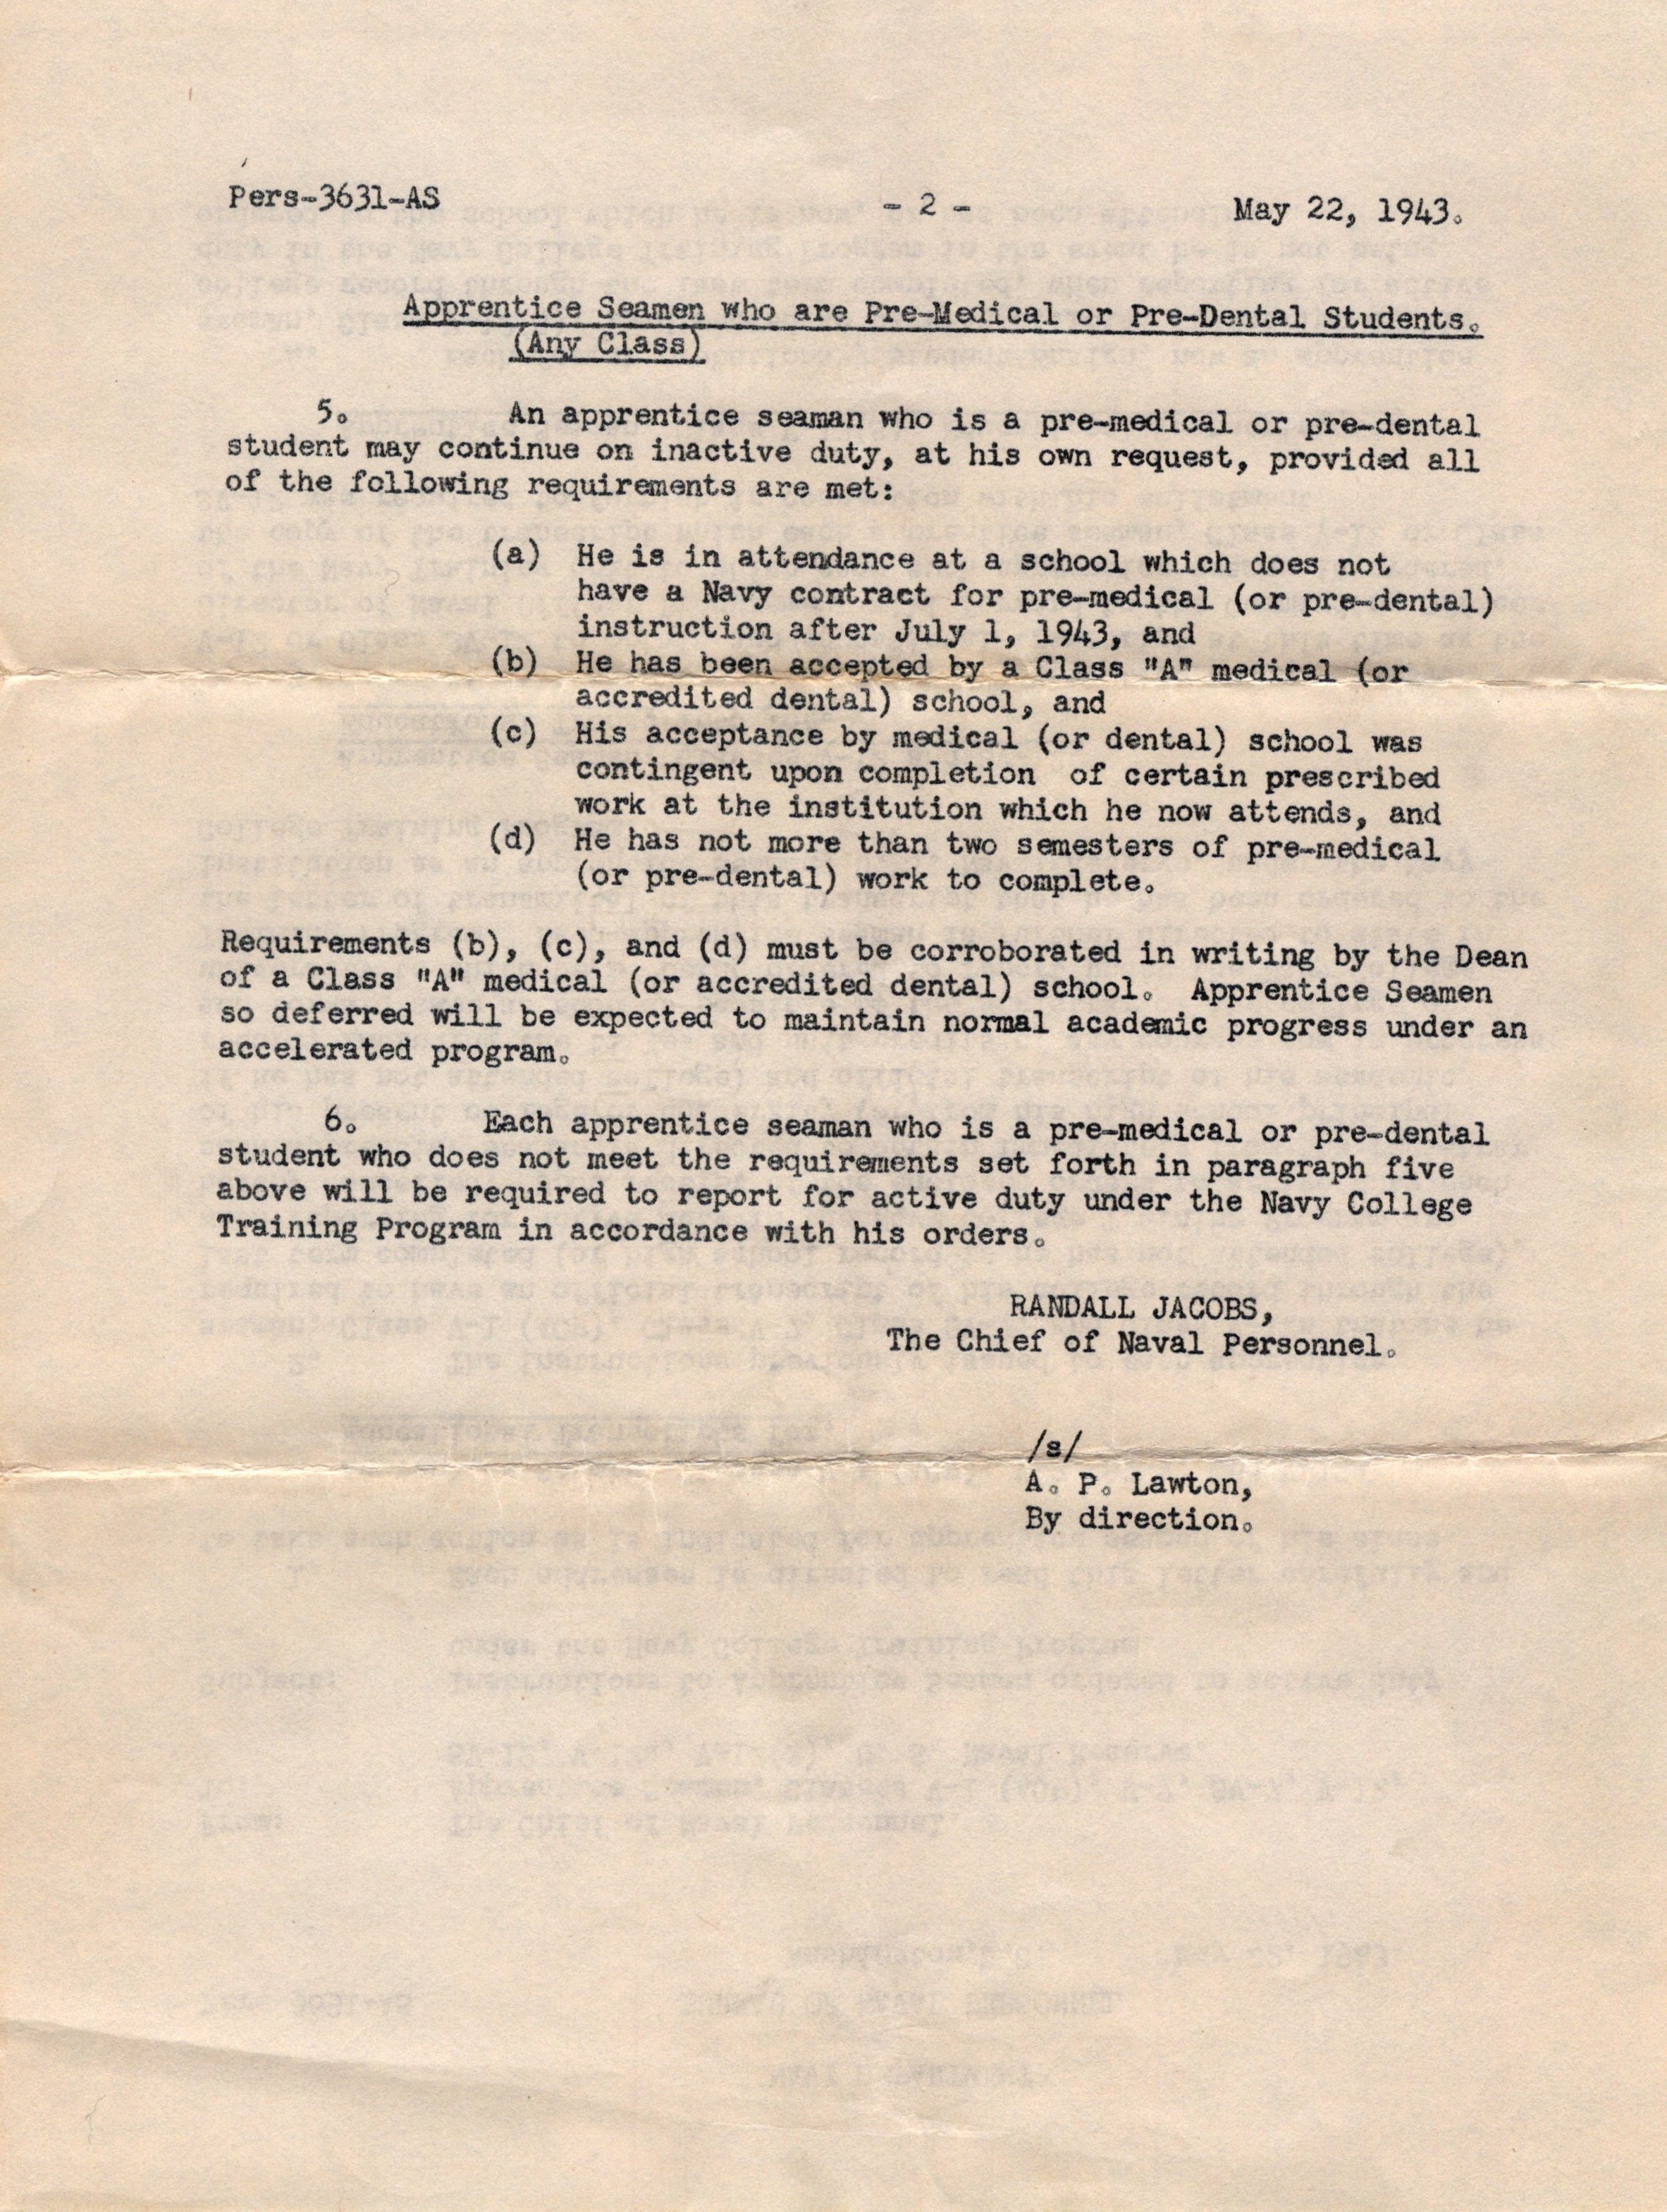 Pers-3631-AS - 2 - May 22, 1943.
Apprentice Seamen who are Pre-Medical or Pre-Dental Students.
(Any Class)
5. An apprentice seaman who is a pre-medical or pre-dental
student may continue on inactive duty, at his own request, provided all
of the following requirements are met:
(a) He is in attendance at a school which does not
have a Navy contract for pre-medical (or pre-dental)
instruction after July 1, 1943, and
(b) He has been accepted by a Class "A" medical (or
accredited dental) school, and
(c) His acceptance by medical (or dental) school was
contingent upon completion of certain prescribed
work at the institution which he now attends, and
(d) He has not more than two semesters of pre-medical
(or pre-dental) work to complete.
Requirements (b), (c), and (d) must be corroborated in writing by the Dean
of a Class "A" medical (or accredited dental) school. Apprentice Seamen
so deferred will be expected to maintain normal academic progress under an
accelerated program.
6. Each apprentice seaman who is a pre-medical or pre-dental
student who does not meet the requirements set forth in paragraph five
above will be required to report for active duty under the Navy College
Training Program in accordance with his orders.
RANDALL JACOBS,
The Chief of Naval Personnel.
/s/
A. P. Lawton,
By direction.